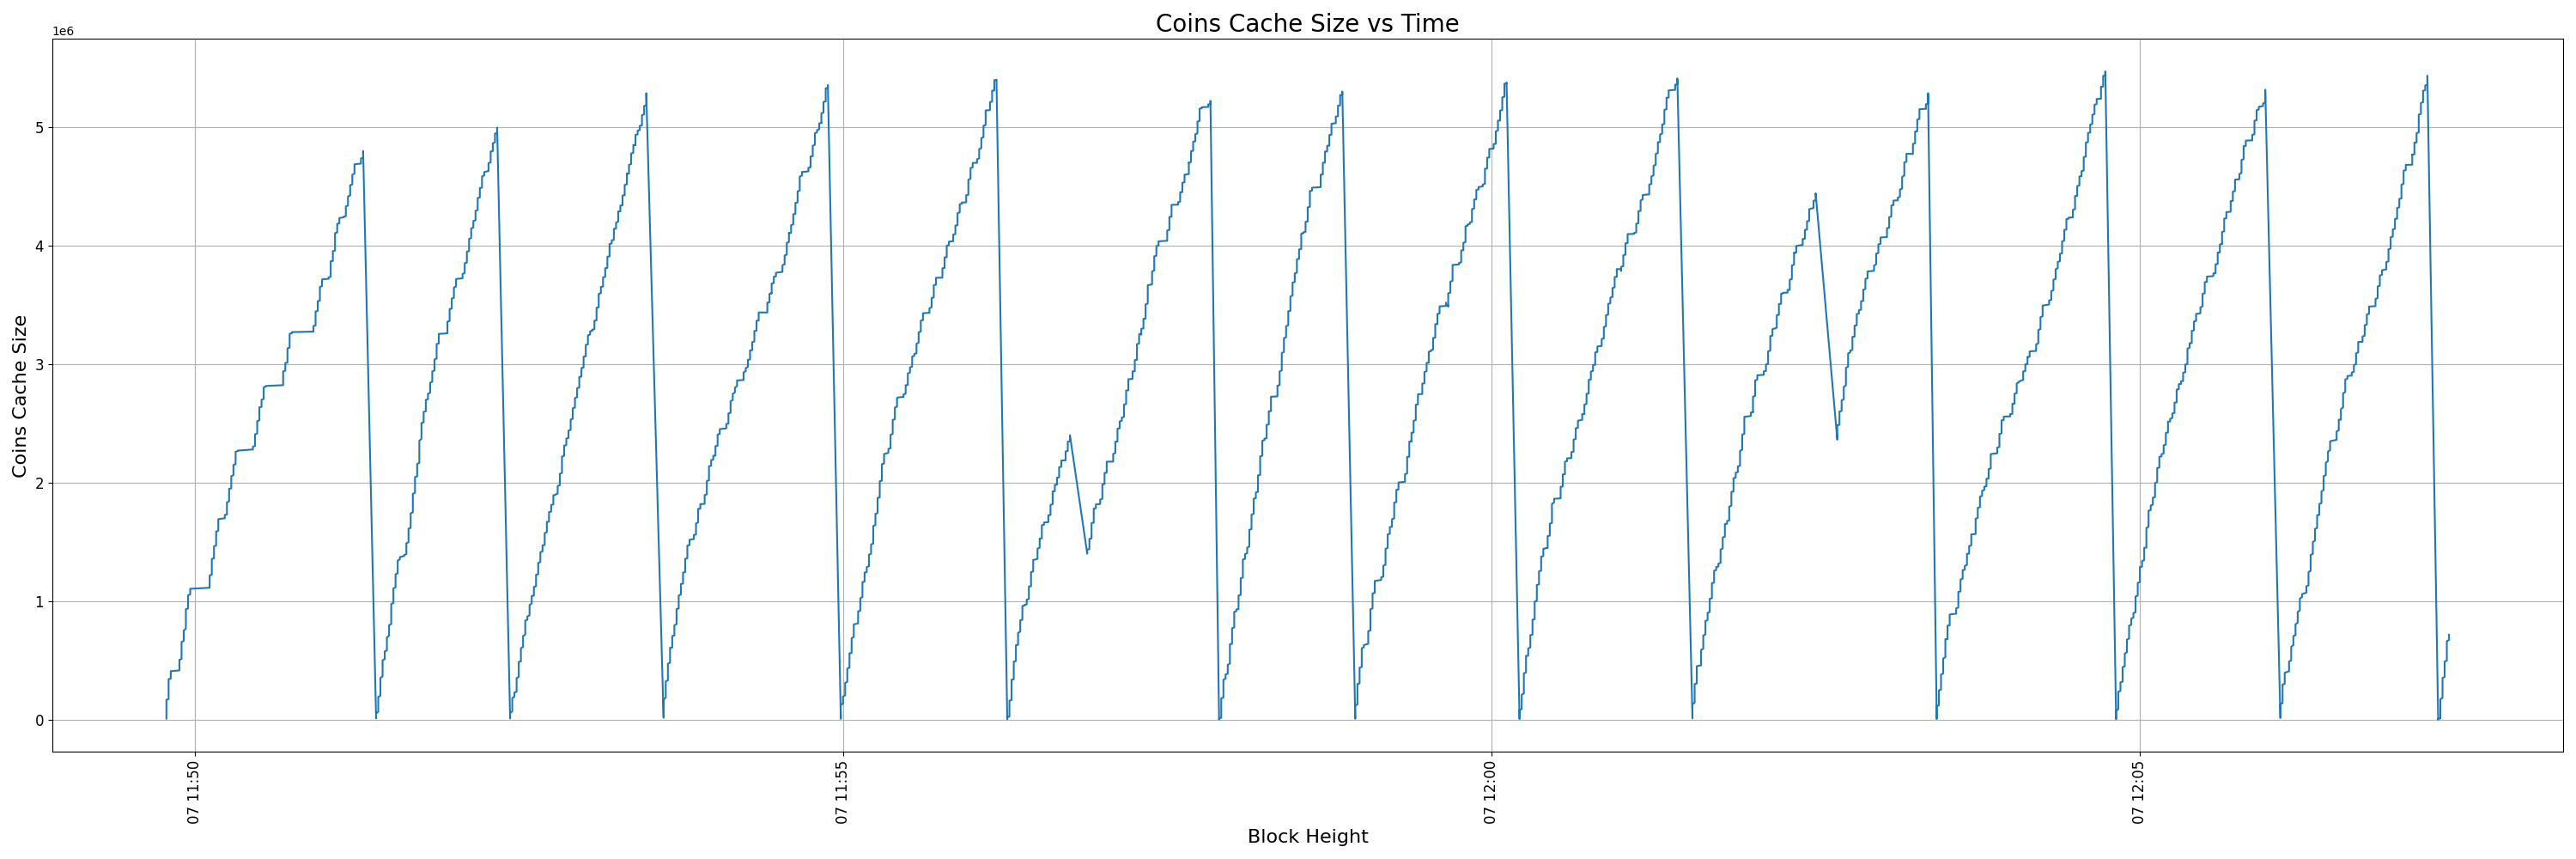 Coins Cache Size vs Time
1e6
5
4
3
2
1
0
Coins Cache Size
07 11:50
07 11:55
07 12:00
07 12:05
Block Height